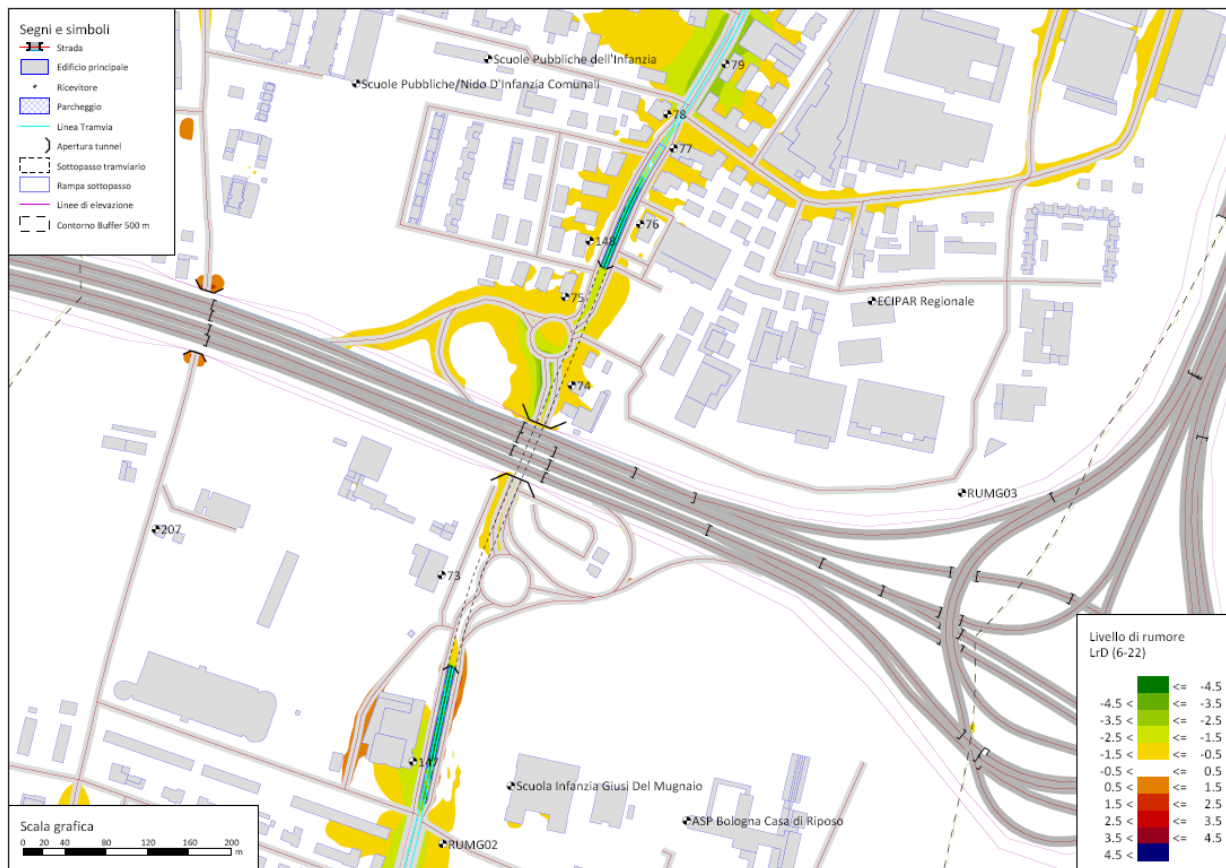 Segni e simboli
Strada
Edificio principale
Ricevitore
Parcheggio
Linea Tramvia
Apertura tunnel
Sottopasso tramviario
Rampa sottopasso
Linee di elevazione
Contorno Buffer 500 m
Scuole Pubbliche dell'Infanzia
79
Scuole Pubbliche/Nido D'Infanzia Comunali
78
77
76
148
75
ECIPAR Regionale
74
RUMG03
207
73
147
Scuola Infanzia Giusi Del Mugnaio
ASP Bologna Casa di Riposo
RUMG02
Scala grafica
0 20 40 80 120 160 200
m
Livello di rumore
LrD (6-22)
<= -4.5
-4.5 < <= -3.5
-3.5 < <= -2.5
-2.5 < <= -1.5
-1.5 < <= -0.5
-0.5 < <= 0.5
0.5 < <= 1.5
1.5 < <= 2.5
2.5 < <= 3.5
3.5 < <= 4.5
4.5 <